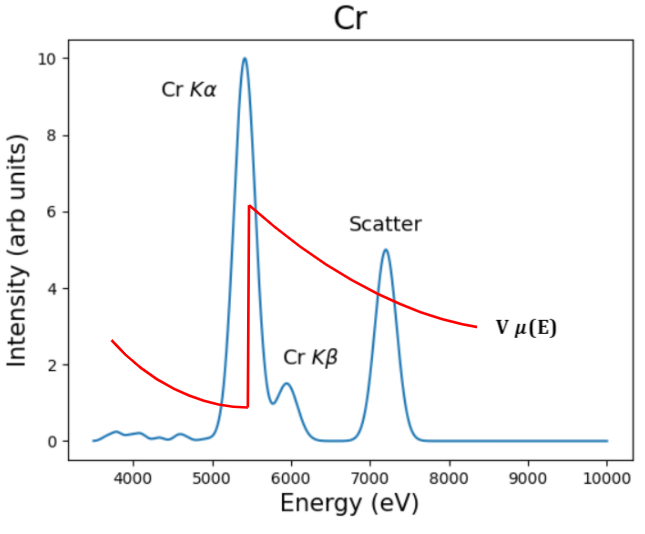 Cr
10
8
6
4
2
0
Intensity (arb units)
Cr Kα
Scatter
Cr Kβ
V μ(E)
4000 5000 6000 7000 8000 9000 10000
Energy (eV)